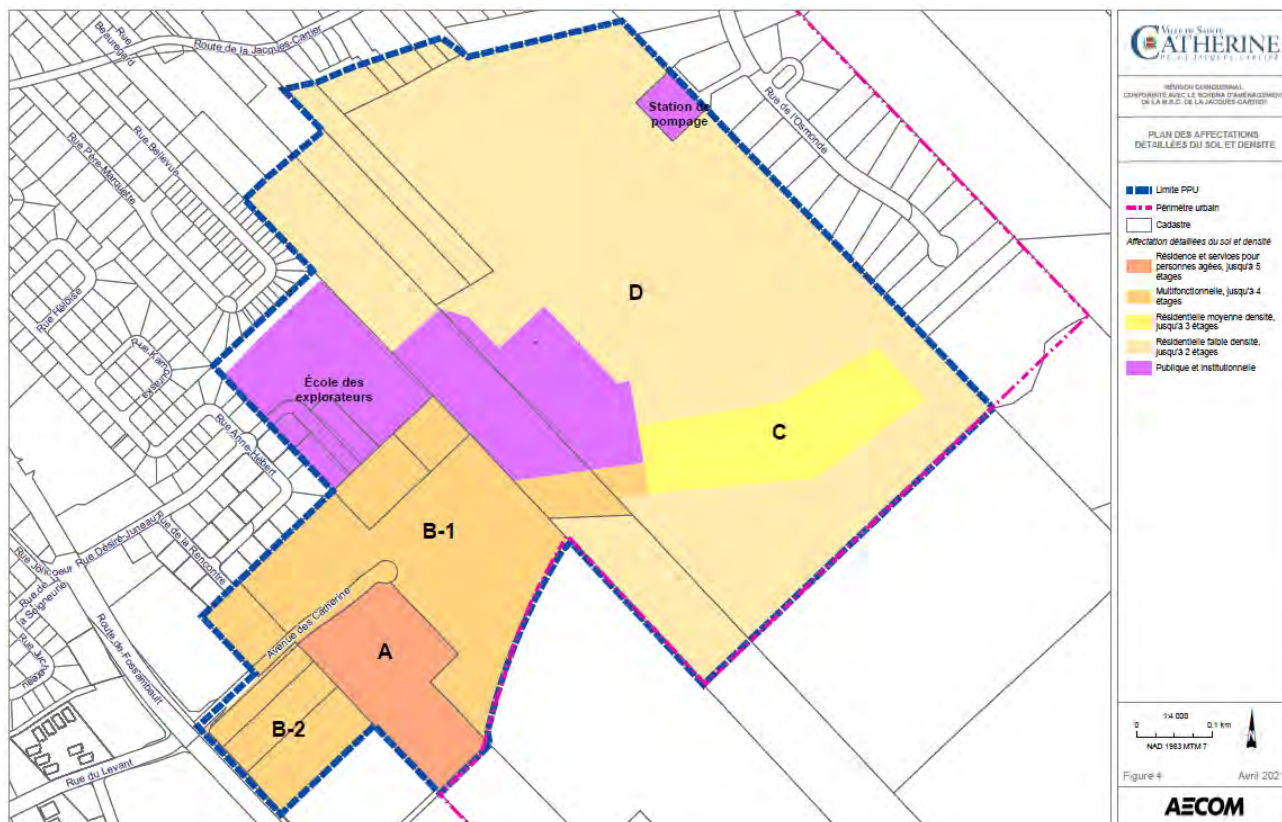 Rue
Beauregard
Route de la Jacques-Cartier
Rue Bellevue
Rue Père-Marquette
Rue Héloïse
Rue Anne-Hébert
Rue Désiré-Juneau
Rue de la Rencontre
Rue Jolicoeur
Rue de
la Seigneurie
Route de Fossambault
Rue du Levant
Avenue des Catherine
Rue de l'Osmonde
Station de
pompage
École des
explorateurs
D
C
B-1
A
B-2
VILLE DE SAINTE
CATHERINE
DE-LA-JACQUES-CARTIER
RÉVISION QUINQUENNAL
CONFORMITÉ AVEC LE SCHÉMA D'AMÉNAGEMENT
DE LA M.R.C. DE LA JACQUES-CARTIER
PLAN DES AFFECTATIONS
DÉTAILLÉES DU SOL ET DENSITÉ
Limite PPU
Périmètre urbain
Cadastre
Affectation détaillées du sol et densité
Résidence et services pour
personnes agées, jusqu'à 5
étages
Multifonctionnelle, jusqu'à 4
étages
Résidentielle moyenne densité,
jusqu'à 3 étages
Résidentielle faible densité,
jusqu'à 2 étages
Publique et institutionnelle
1:4 000
0 0.1 km
NAD 1983 MTM 7
Figure 4 Avril 2021
AECOM